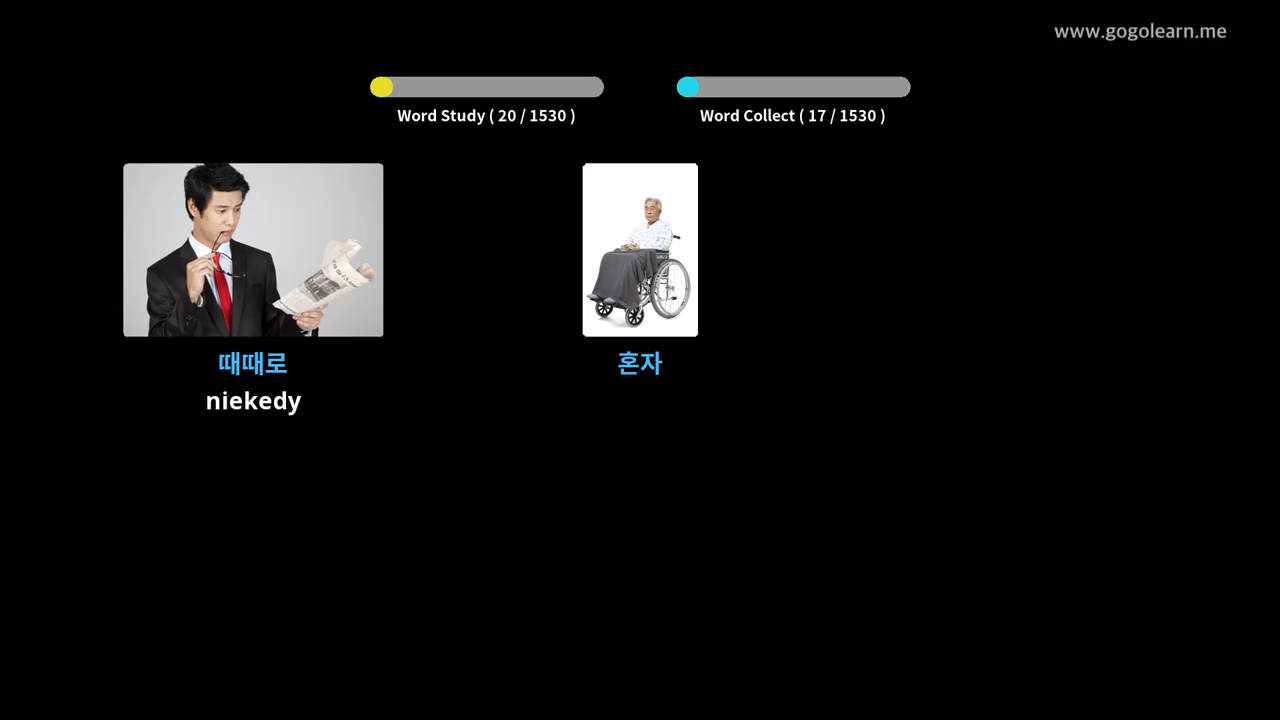 www.gogolearn.me
Word Study ( 20 / 1530 )
Word Collect ( 17 / 1530 )
때때로
niekedy
혼자